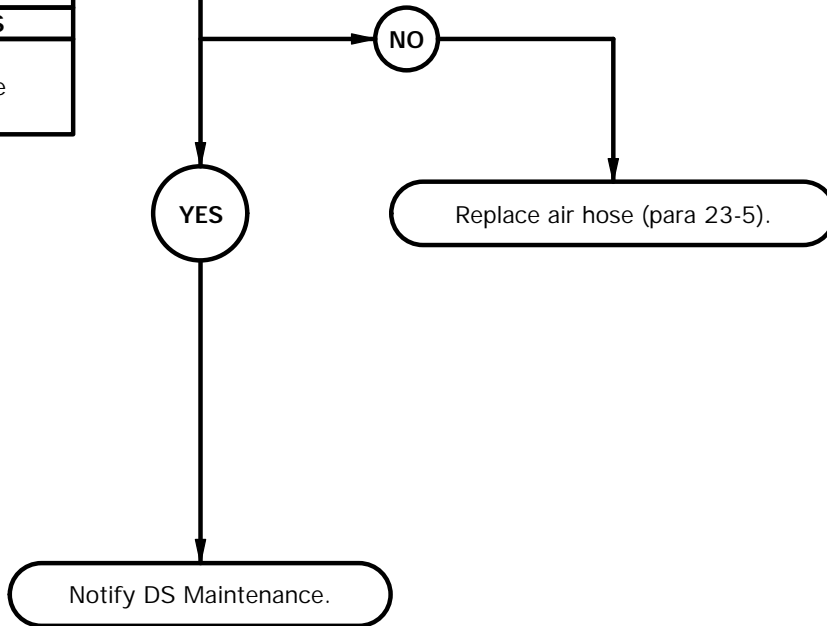 NO
YES
Replace air hose (para 23-5).
Notify DS Maintenance.